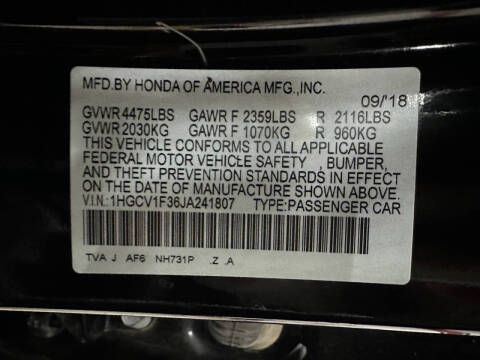 MFD.BY HONDA OF AMERICA MFG.,INC.
09/'18
GVWR 4475LBS GAWR F 2359LBS R 2116LBS
GVWR 2030KG GAWR F 1070KG R 960KG
THIS VEHICLE CONFORMS TO ALL APPLICABLE
FEDERAL MOTOR VEHICLE SAFETY , BUMPER,
AND THEFT PREVENTION STANDARDS IN EFFECT
ON THE DATE OF MANUFACTURE SHOWN ABOVE.
V.I.N.:1HGCV1F36JA241807 TYPE:PASSENGER CAR
TVA J AF6 NH731P .Z .A